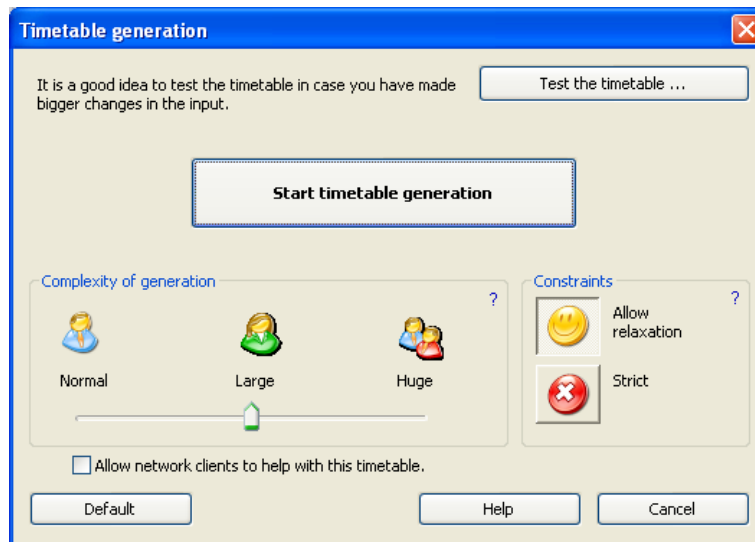 Timetable generation
It is a good idea to test the timetable in case you have made
bigger changes in the input.
Test the timetable ...
Start timetable generation
Complexity of generation
?
Normal
Large
Huge
Constraints
?
Allow
relaxation
Strict
Allow network clients to help with this timetable.
Default
Help
Cancel